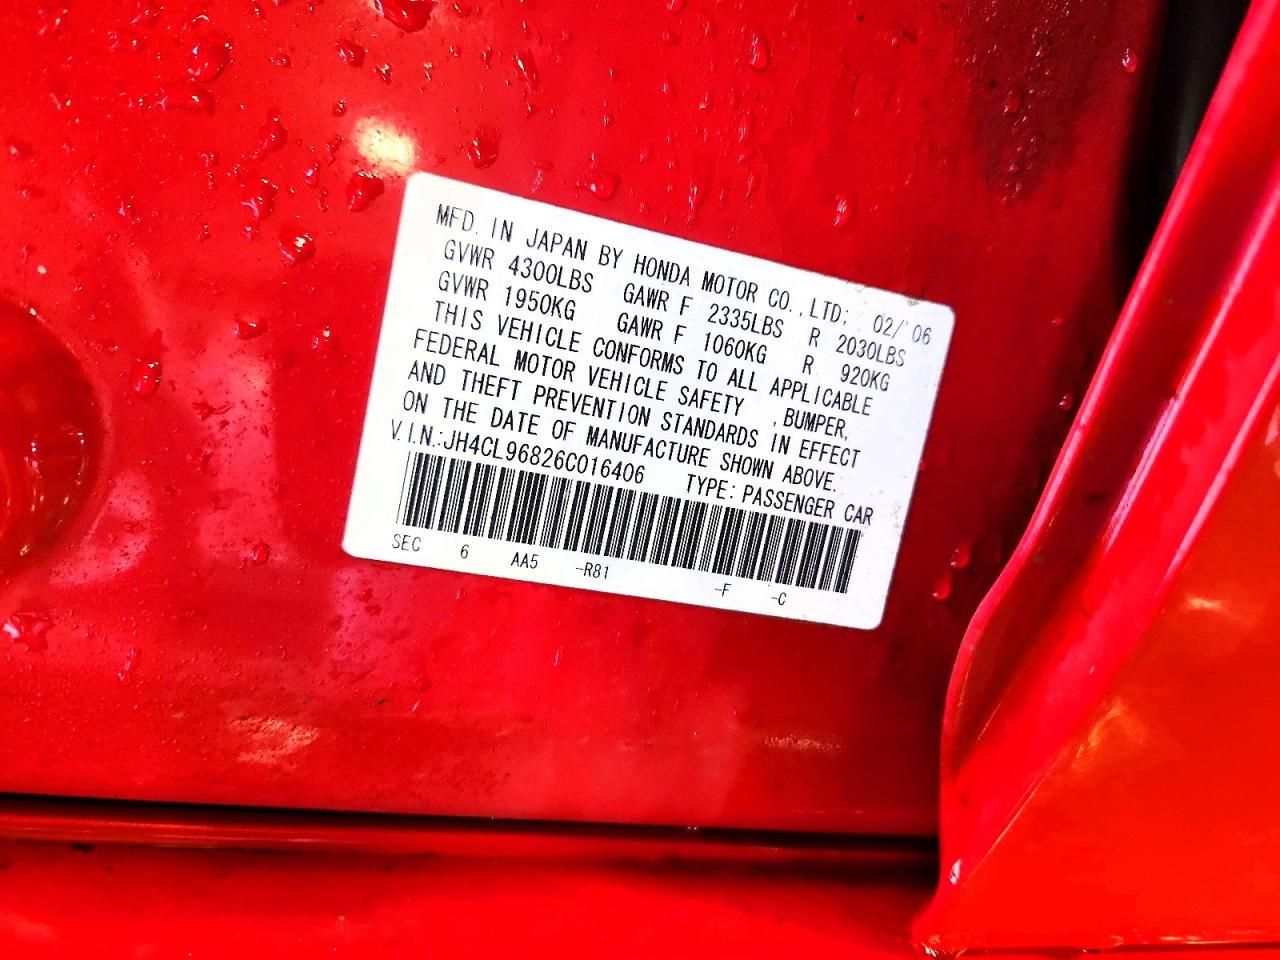 MFD. IN JAPAN BY HONDA MOTOR CO.,LTD; 02/'06
GVWR 4300LBS GAWR F 2335LBS R 2030LBS
GVWR 1950KG GAWR F 1060KG R 920KG
THIS VEHICLE CONFORMS TO ALL APPLICABLE
FEDERAL MOTOR VEHICLE SAFETY ,BUMPER,
AND THEFT PREVENTION STANDARDS IN EFFECT
ON THE DATE OF MANUFACTURE SHOWN ABOVE.
V.I.N.:JH4CL96826C016406 TYPE:PASSENGER CAR
SEC 6 AA5 -R81 -F -C